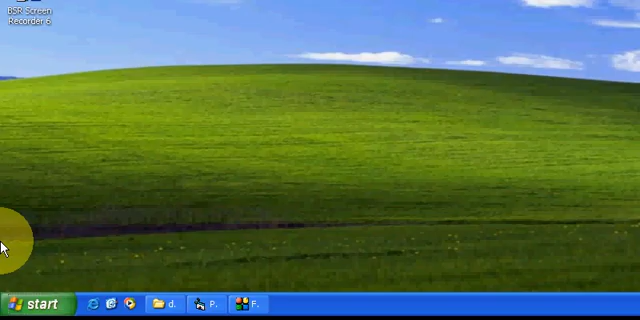 BSR Screen
Recorder 6
start
d.
P.
F.